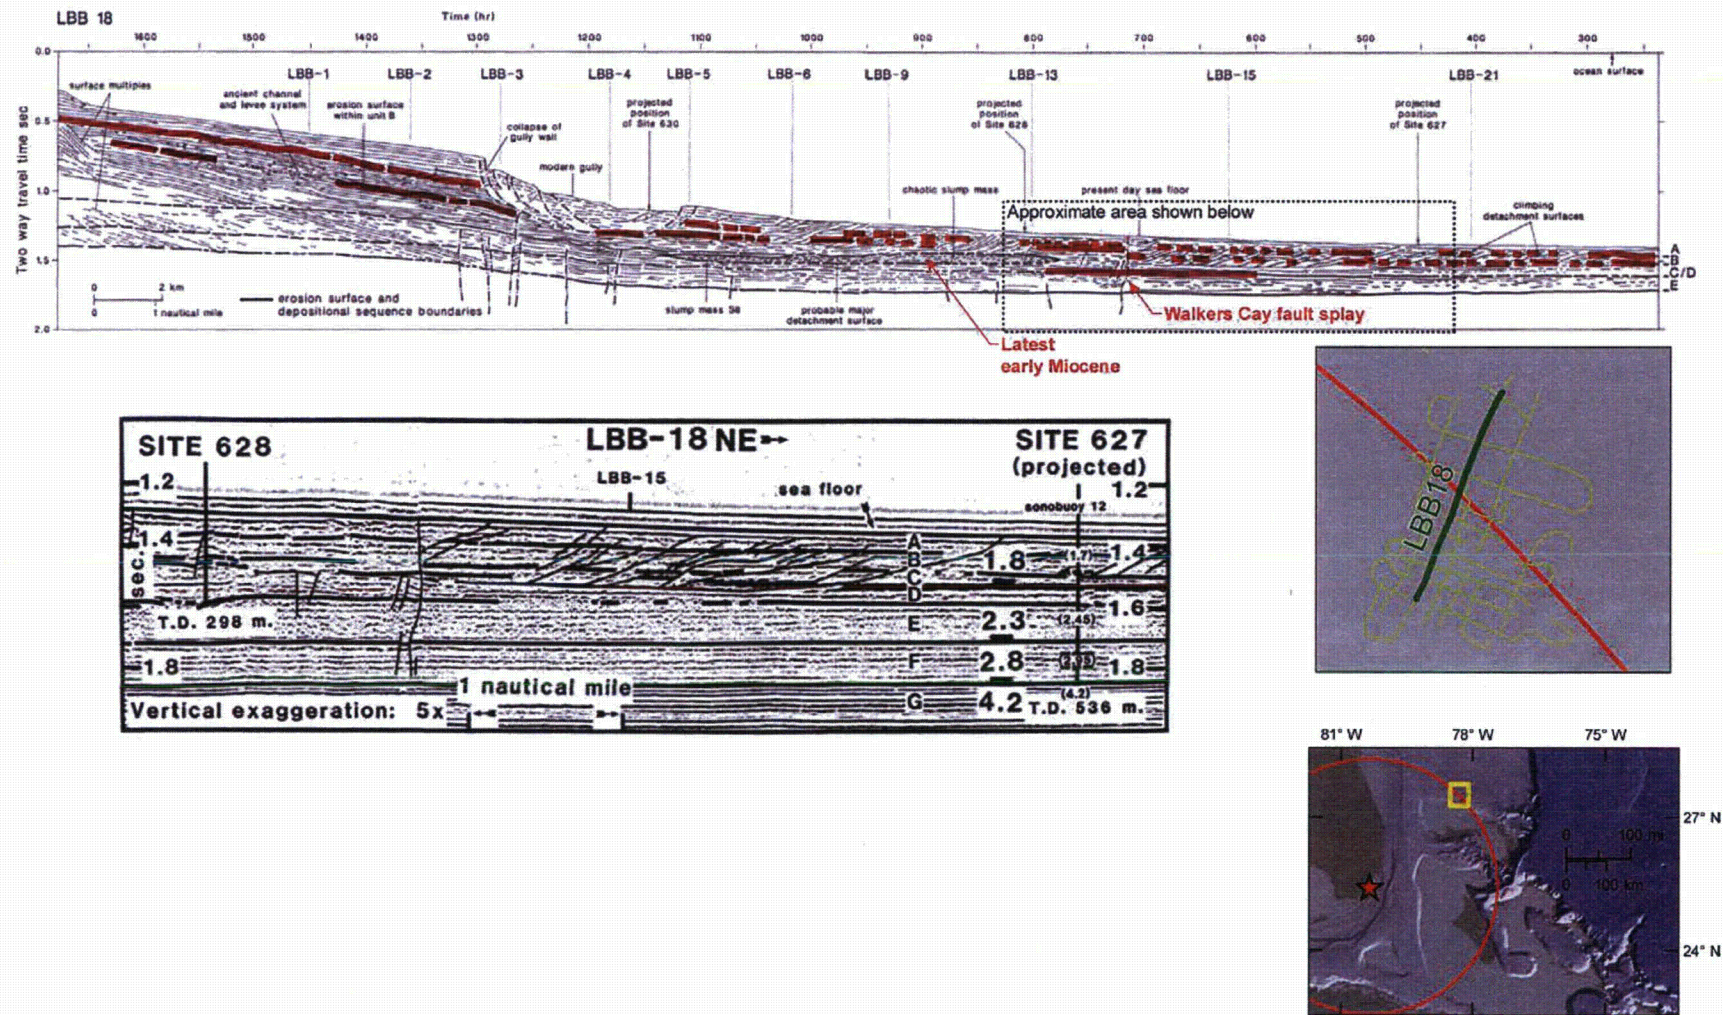 LBB 18
Time (hr)
1600 1500 1400 1300 1200 1100 1000 900 800 700 600 500 400 300
0.0
LBB-1 LBB-2 LBB-3 LBB-4 LBB-5 LBB-6 LBB-9 LBB-13 LBB-15 LBB-21
ocean surface
surface multiples
ancient channel
and levee system
erosion surface
within unit B
collapse of
gully wall
modern gully
projected
position
of Site 630
projected
position
of Site 628
projected
position
of Site 627
chaotic slump mass
present day sea floor
climbing
detachment surfaces
Approximate area shown below
Two way travel time sec
0.5
1.0
1.5
2.0
A
B
C/D
E
0 2 km
0 1 nautical mile
erosion surface and
depositional sequence boundaries
slump mass
probable major
detachment surface
Walkers Cay fault splay
Latest
early Miocene
SITE 628
LBB-18 NE
SITE 627
(projected)
LBB-15
sea floor
sonobuoy 12
1.2
1.4
sec.
1.8
1.2
1.4
1.6
1.8
A
B
C
D
E
F
G
1.8 (1.7)
2.3 (2.45)
2.8
4.2 (4.2)
T.D. 298 m.
T.D. 536 m.
1 nautical mile
Vertical exaggeration: 5x
LBB18
81° W 78° W 75° W
27° N
24° N
0 100 mi
0 100 km